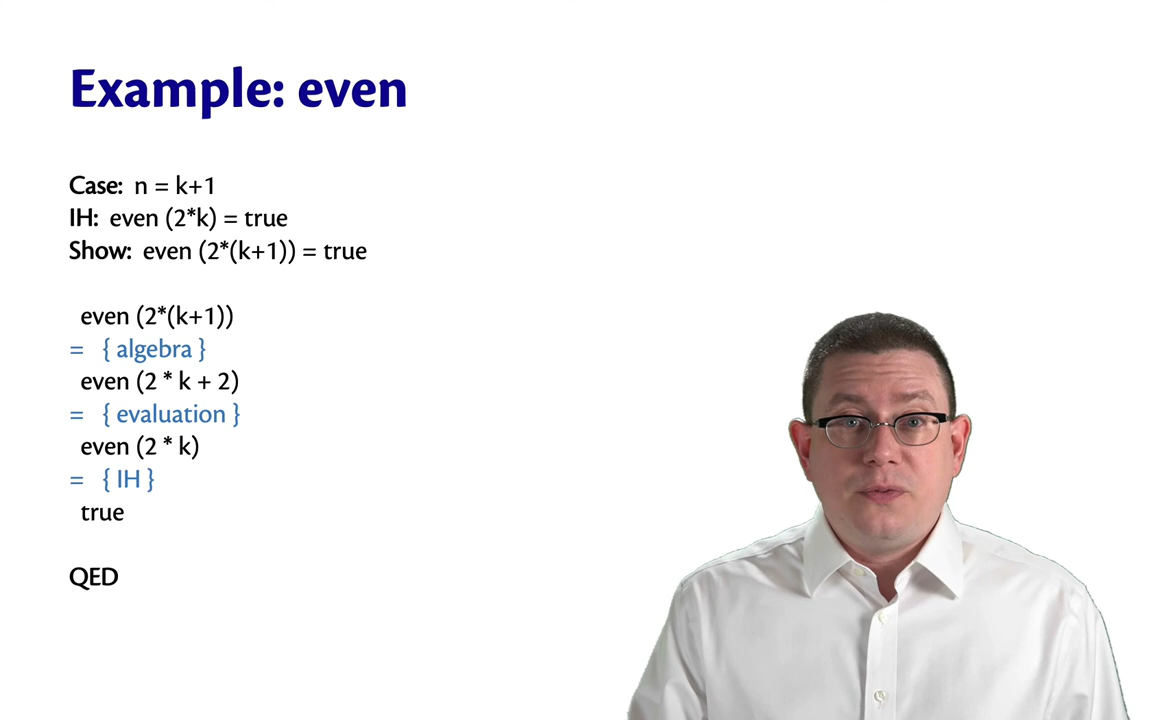 Example: even
Case: n = k+1
IH: even (2*k) = true
Show: even (2*(k+1)) = true
even (2*(k+1))
= { algebra }
even (2 * k + 2)
= { evaluation }
even (2 * k)
= { IH }
true
QED